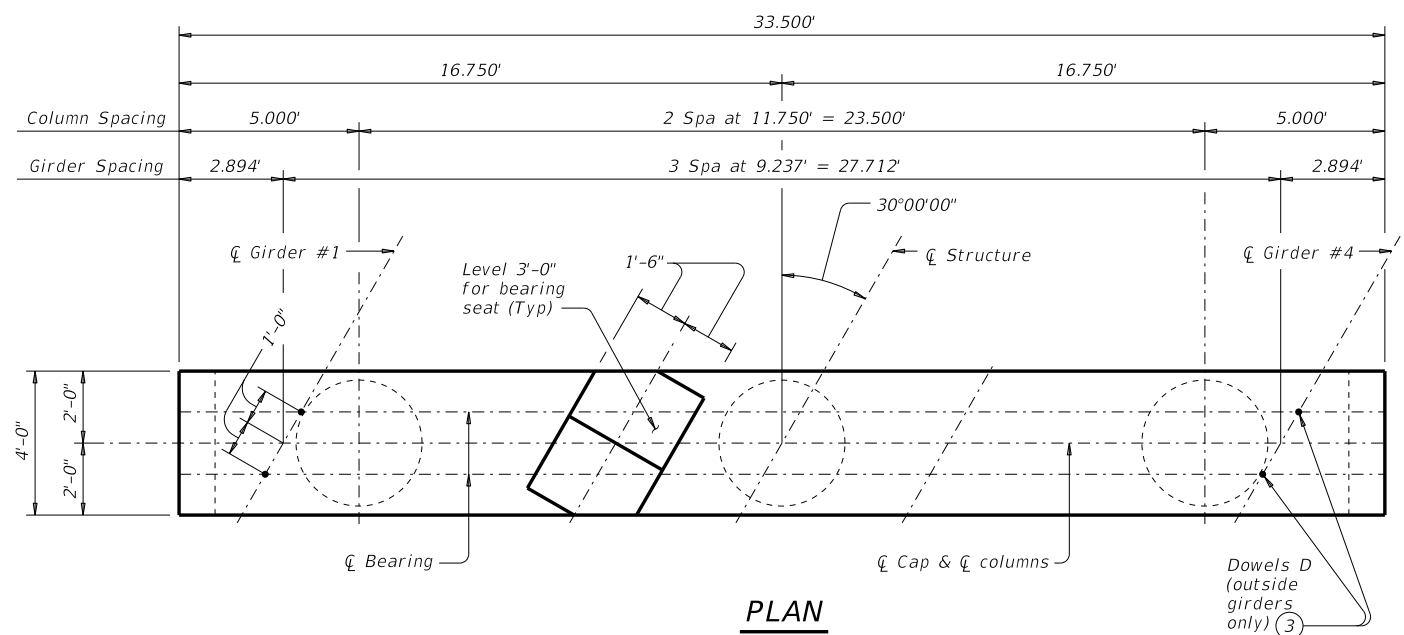 33.500'
16.750'
16.750'
Column Spacing
5.000'
2 Spa at 11.750' = 23.500'
5.000'
Girder Spacing
2.894'
3 Spa at 9.237' = 27.712'
2.894'
30°00'00"
℄ Girder #1
℄ Structure
℄ Girder #4
Level 3'-0"
for bearing
seat (Typ)
1'-6"
1'-0"
4'-0"
2'-0"
2'-0"
℄ Bearing
℄ Cap & ℄ columns
Dowels D
(outside
girders
only) 3
PLAN